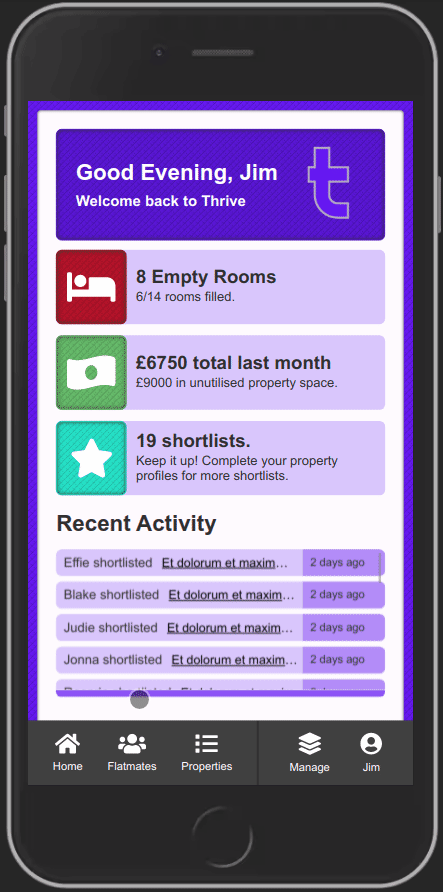 Good Evening, Jim
t
Welcome back to Thrive
8 Empty Rooms
6/14 rooms filled.
£6750 total last month
£9000 in unutilised property space.
19 shortlists.
Keep it up! Complete your property
profiles for more shortlists.
Recent Activity
Effie shortlisted Et dolorum et maxim... 2 days ago
Blake shortlisted Et dolorum et maxim... 2 days ago
Judie shortlisted Et dolorum et maxim... 2 days ago
Jonna shortlisted Et dolorum et maxim... 2 days ago
Home Flatmates Properties Manage Jim